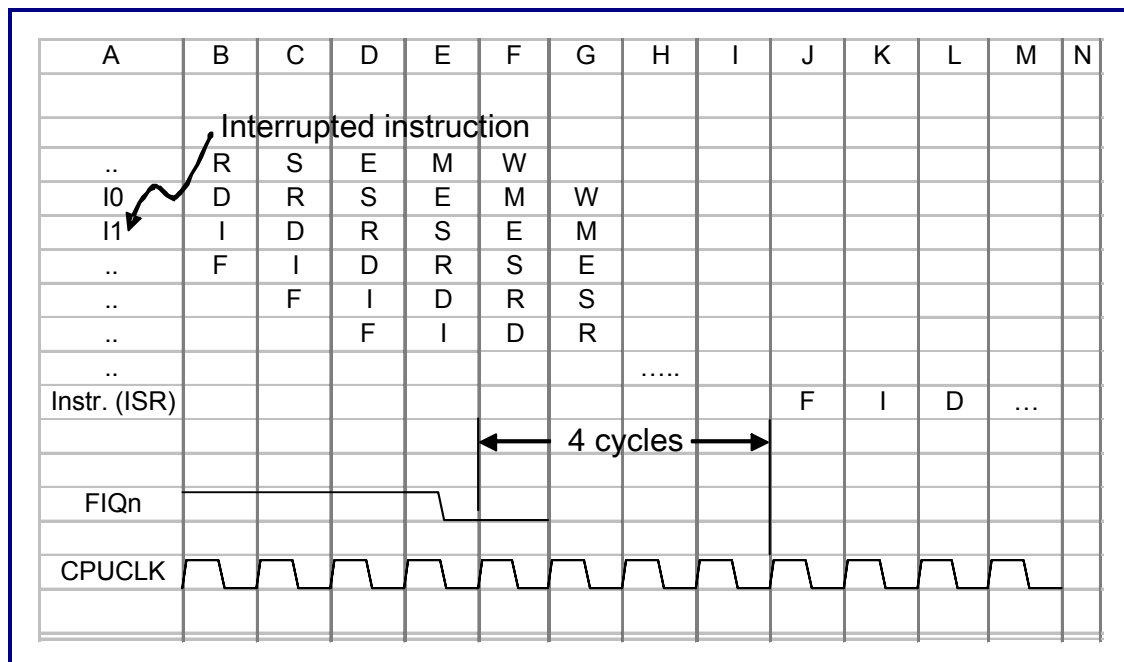 A B C D E F G H I J K L M N
Interrupted instruction
.. R S E M W
I0 D R S E M W
I1 I D R S E M
.. F I D R S E
.. F I D R S
.. F I D R
.. .....
Instr. (ISR) F I D ...
4 cycles
FIQn
CPUCLK